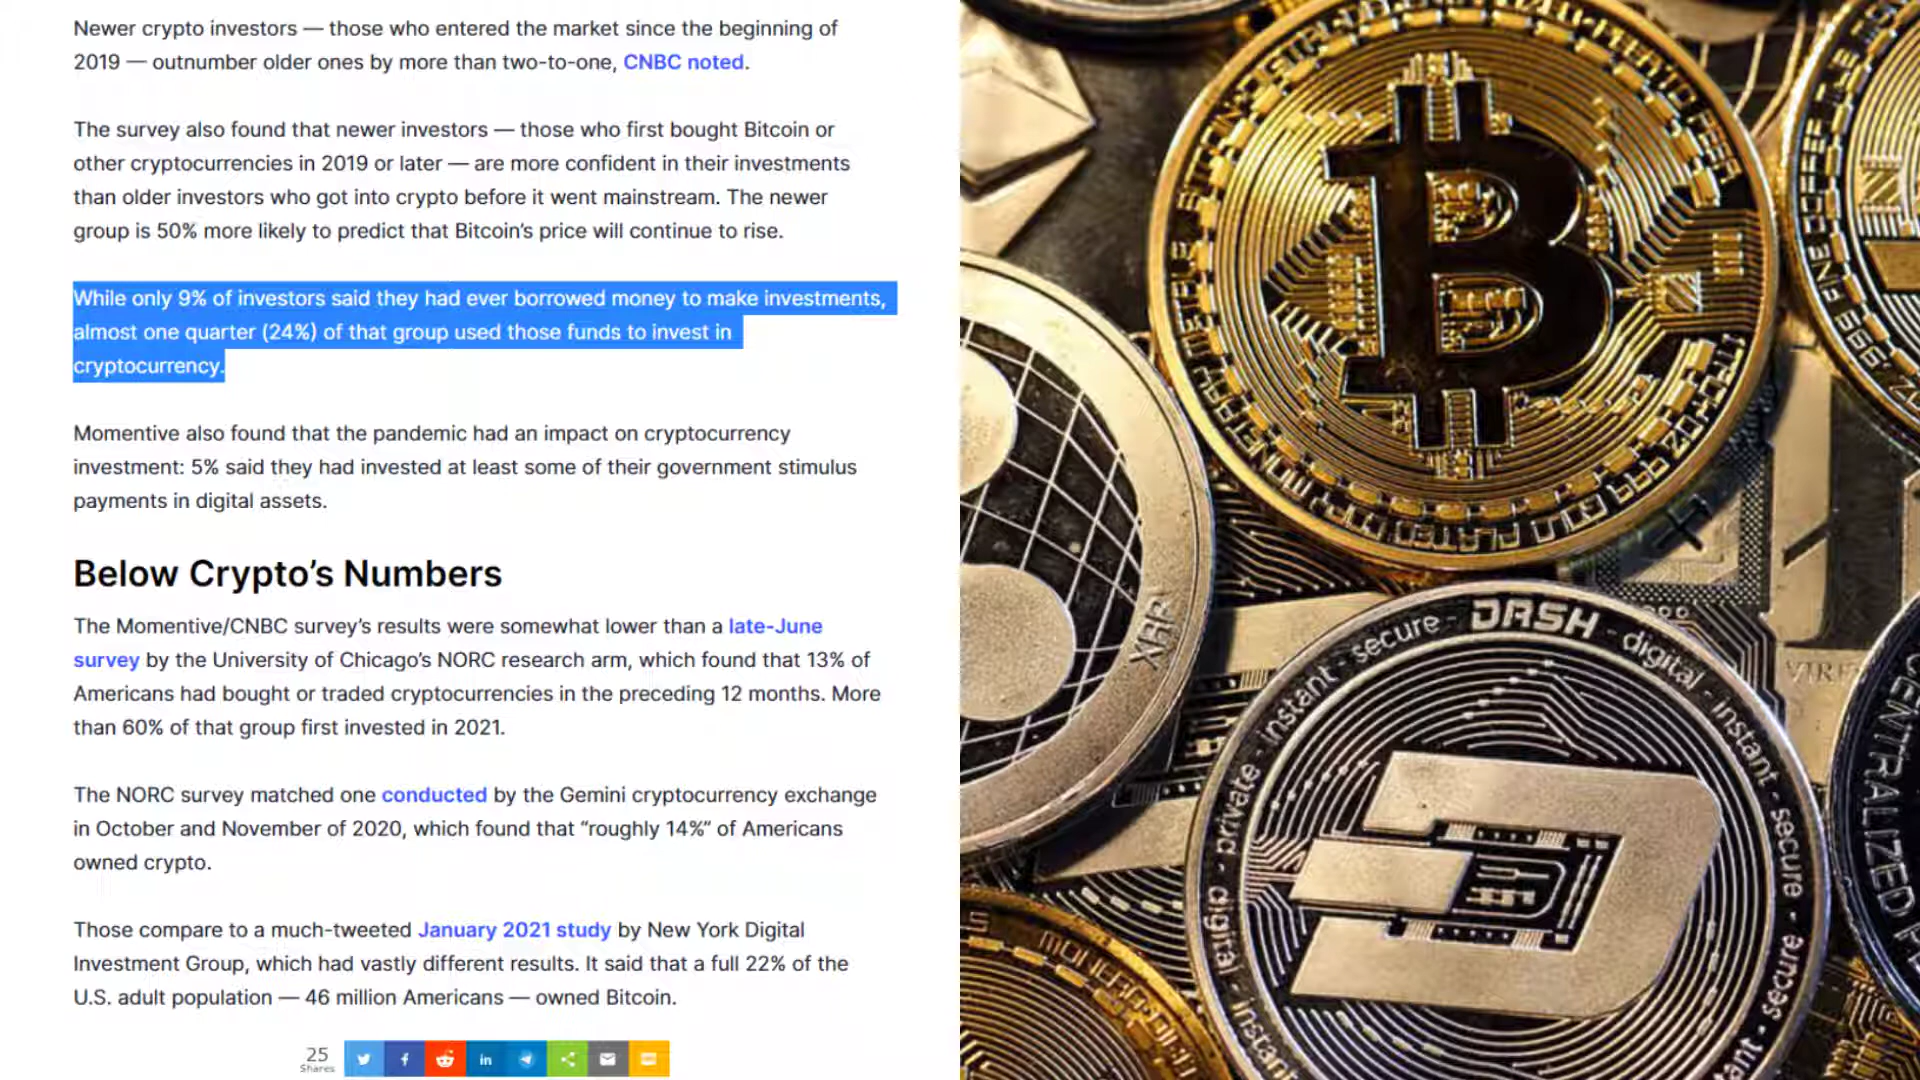 Newer crypto investors — those who entered the market since the beginning of
2019 — outnumber older ones by more than two-to-one, CNBC noted.
The survey also found that newer investors — those who first bought Bitcoin or
other cryptocurrencies in 2019 or later — are more confident in their investments
than older investors who got into crypto before it went mainstream. The newer
group is 50% more likely to predict that Bitcoin’s price will continue to rise.
While only 9% of investors said they had ever borrowed money to make investments,
almost one quarter (24%) of that group used those funds to invest in
cryptocurrency.
Momentive also found that the pandemic had an impact on cryptocurrency
investment: 5% said they had invested at least some of their government stimulus
payments in digital assets.
Below Crypto’s Numbers
The Momentive/CNBC survey’s results were somewhat lower than a late-June
survey by the University of Chicago’s NORC research arm, which found that 13% of
Americans had bought or traded cryptocurrencies in the preceding 12 months. More
than 60% of that group first invested in 2021.
The NORC survey matched one conducted by the Gemini cryptocurrency exchange
in October and November of 2020, which found that “roughly 14%” of Americans
owned crypto.
Those compare to a much-tweeted January 2021 study by New York Digital
Investment Group, which had vastly different results. It said that a full 22% of the
U.S. adult population — 46 million Americans — owned Bitcoin.
25
Shares
in
XRP
DASH - digital - instant - secure -
digital - private - instant - secure -